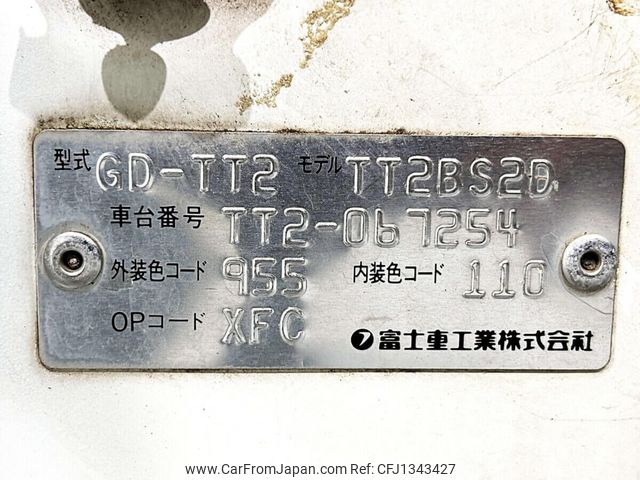 型式 GD-TT2 モデル TT2BS2D
車台番号 TT2-067254
外装色コード 955 内装色コード 110
OPコード XFC
フ 富士重工業株式会社
www.CarFromJapan.com CFJ1343427